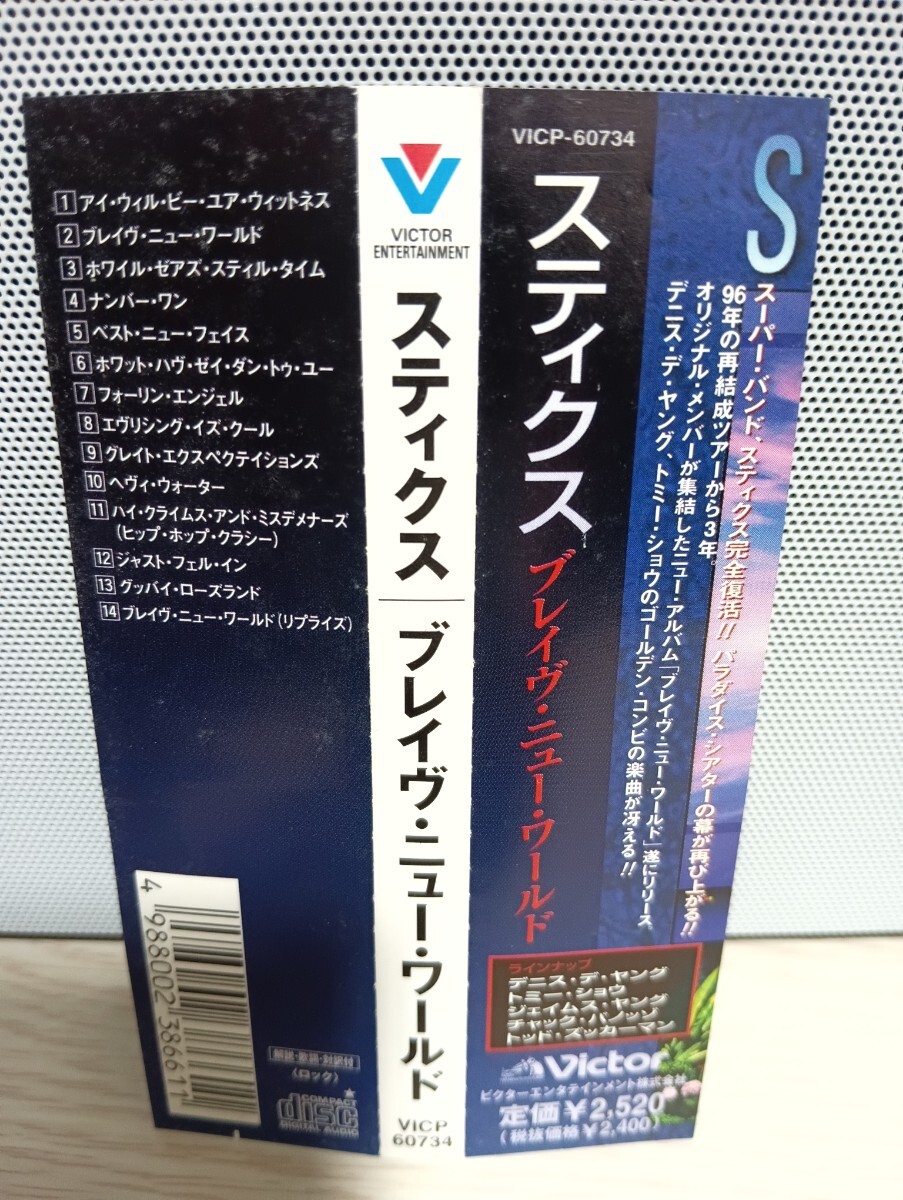 1 アイ・ウィル・ビー・ユア・ウィットネス
2 ブレイヴ・ニュー・ワールド
3 ホワイル・ゼアズ・スティル・タイム
4 ナンバー・ワン
5 ベスト・ニュー・フェイス
6 ホワット・ハヴ・ゼイ・ダン・トゥ・ユー
7 フォーリン・エンジェル
8 エヴリシング・イズ・クール
9 グレイト・エクスペクテイションズ
10 ヘヴィ・ウォーター
11 ハイ・クライムス・アンド・ミスデメナーズ
(ヒップ・ホップ・クラシー)
12 ジャスト・フェル・イン
13 グッバイ・ローズランド
14 ブレイヴ・ニュー・ワールド(リプライズ)
4 988002 386611
解説・歌詞・対訳付
(ロック)
COMPACT
disc
DIGITAL AUDIO
VICTOR
ENTERTAINMENT
スティクス
ブレイヴ・ニュー・ワールド
VICP
60734
VICP-60734
S
スーパー・バンド、スティクス完全復活!! パラダイス・シアターの幕が再び上がる!!
96年の再結成ツアーから3年。
オリジナル・メンバーが集結したニュー・アルバム「ブレイヴ・ニュー・ワールド」遂にリリース。
デニス・デ・ヤング、トミー・ショウのゴールデン・コンビの楽曲が冴える!!
スティクス
ブレイヴ・ニュー・ワールド
ラインナップ
デニス・デ・ヤング
トミー・ショウ
ジェイムス・ヤング
チャック・パノッゾ
トッド・ズッカーマン
Victor
ビクターエンタテインメント株式会社
定価¥2,520
(税抜価格¥2,400)